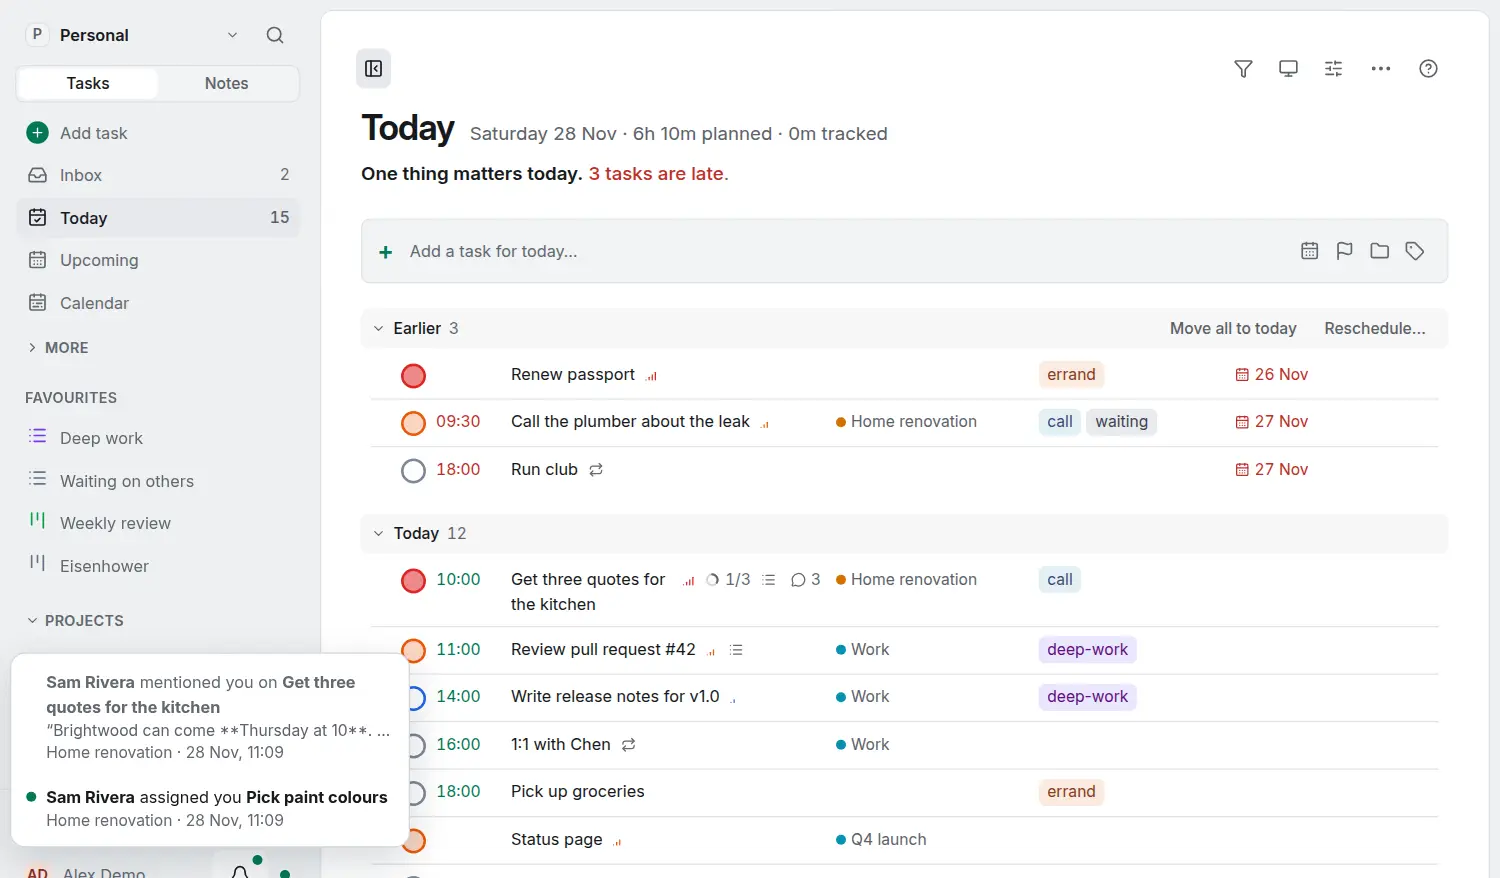 P Personal
Tasks Notes
Add task
Inbox 2
Today 15
Upcoming
Calendar
MORE
FAVOURITES
Deep work
Waiting on others
Weekly review
Eisenhower
PROJECTS
Sam Rivera mentioned you on Get three
quotes for the kitchen
“Brightwood can come **Thursday at 10**. ...
Home renovation · 28 Nov, 11:09
Sam Rivera assigned you Pick paint colours
Home renovation · 28 Nov, 11:09
AD Alex Demo
Today Saturday 28 Nov · 6h 10m planned · 0m tracked
One thing matters today. 3 tasks are late.
Add a task for today...
Earlier 3 Move all to today Reschedule...
Renew passport errand 26 Nov
09:30 Call the plumber about the leak Home renovation call waiting 27 Nov
18:00 Run club 27 Nov
Today 12
10:00 Get three quotes for 1/3 3 Home renovation call
the kitchen
11:00 Review pull request #42 Work deep-work
14:00 Write release notes for v1.0 Work deep-work
16:00 1:1 with Chen Work
18:00 Pick up groceries errand
Status page Q4 launch